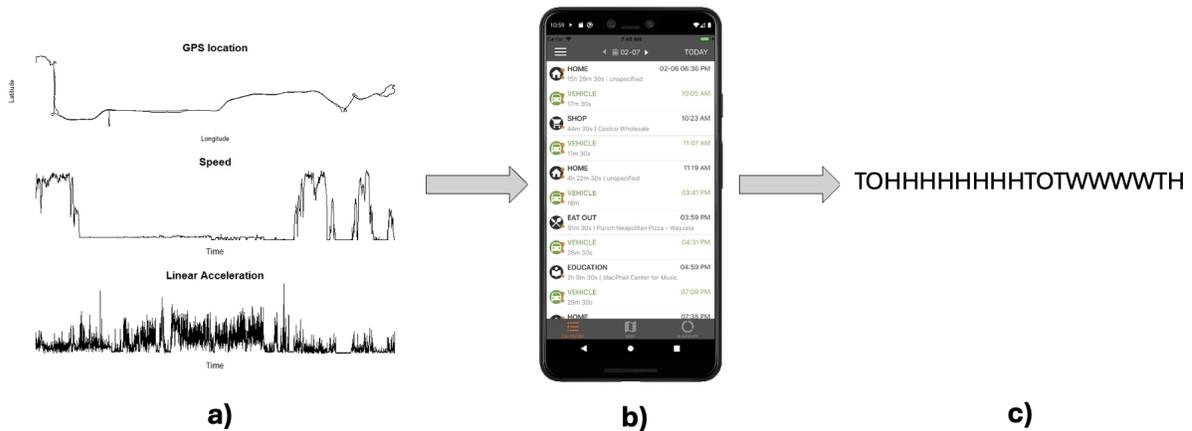 GPS location
Latitude
Longitude
Speed
Time
Linear Acceleration
Time
a)
10:59
7:46 AM
02-07
TODAY
HOME 02-06 06:36 PM
15h 29m 30s | unspecified
VEHICLE 10:05 AM
17m 30s
SHOP 10:23 AM
44m 30s | Costco Wholesale
VEHICLE 11:07 AM
11m 30s
HOME 11:19 AM
4h 22m 30s | unspecified
VEHICLE 03:41 PM
18m
EAT OUT 03:59 PM
31m 30s | Punch Neapolitan Pizza - Wayzata
VEHICLE 04:31 PM
28m 30s
EDUCATION 04:59 PM
2h 9m 30s | MacPhail Center for Music
VEHICLE 07:09 PM
29m 30s
HOME 07:38 PM
MAP
b)
TOHHHHHHHHHTOTWWWWTH
c)